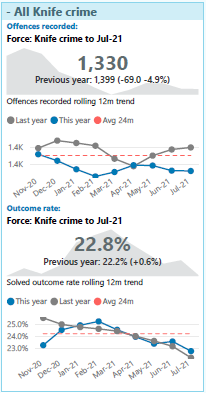 - All Knife crime
Offences recorded:
Force: Knife crime to Jul-21
1,330
Previous year: 1,399 (-69.0 -4.9%)
Offences recorded rolling 12m trend
Last year This year Avg 24m
1.4K
1.4K
Nov-20 Dec-20 Jan-21 Feb-21 Mar-21 Apr-21 May-21 Jun-21 Jul-21
Outcome rate:
Force: Knife crime to Jul-21
22.8%
Previous year: 22.2% (+0.6%)
Solved outcome rate rolling 12m trend
This year Last year Avg 24m
25.0%
24.0%
23.0%
Nov-20 Dec-20 Jan-21 Feb-21 Mar-21 Apr-21 May-21 Jun-21 Jul-21